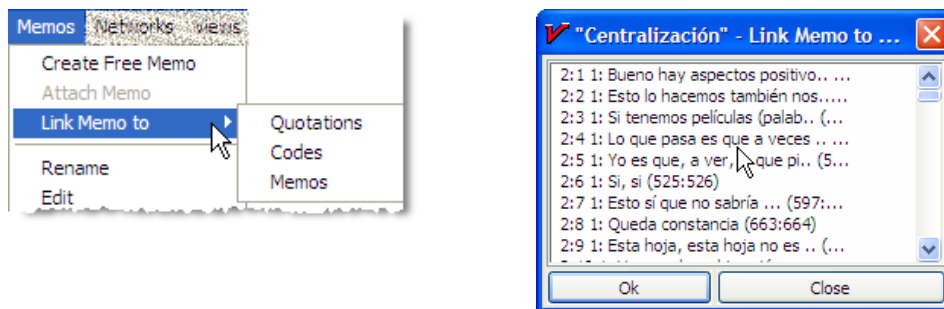 Memos Networks views
Create Free Memo
Attach Memo
Link Memo to
Rename
Edit
Quotations
Codes
Memos
"Centralización" - Link Memo to ...
2:1 1: Bueno hay aspectos positivo.. ...
2:2 1: Esto lo hacemos también nos.....
2:3 1: Si tenemos películas (palab.. (...
2:4 1: Lo que pasa es que a veces .. ...
2:5 1: Yo es que, a ver, que pi.. (5...
2:6 1: Si, si (525:526)
2:7 1: Esto sí que no sabría ... (597:...
2:8 1: Queda constancia (663:664)
2:9 1: Esta hoja, esta hoja no es .. (...
Ok Close